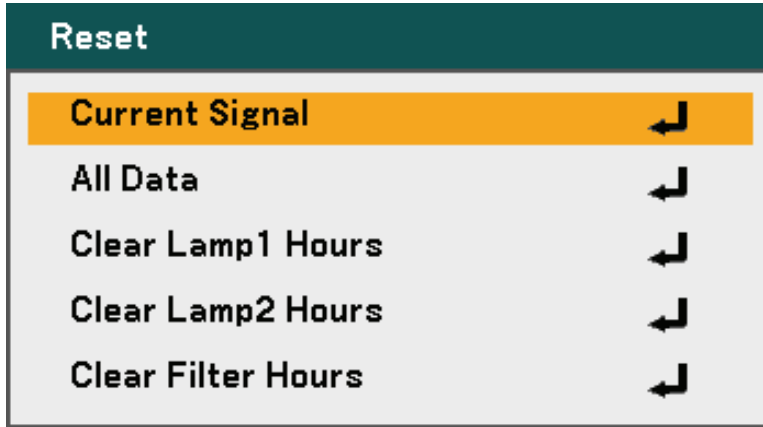 Reset
Current Signal
All Data
Clear Lamp1 Hours
Clear Lamp2 Hours
Clear Filter Hours